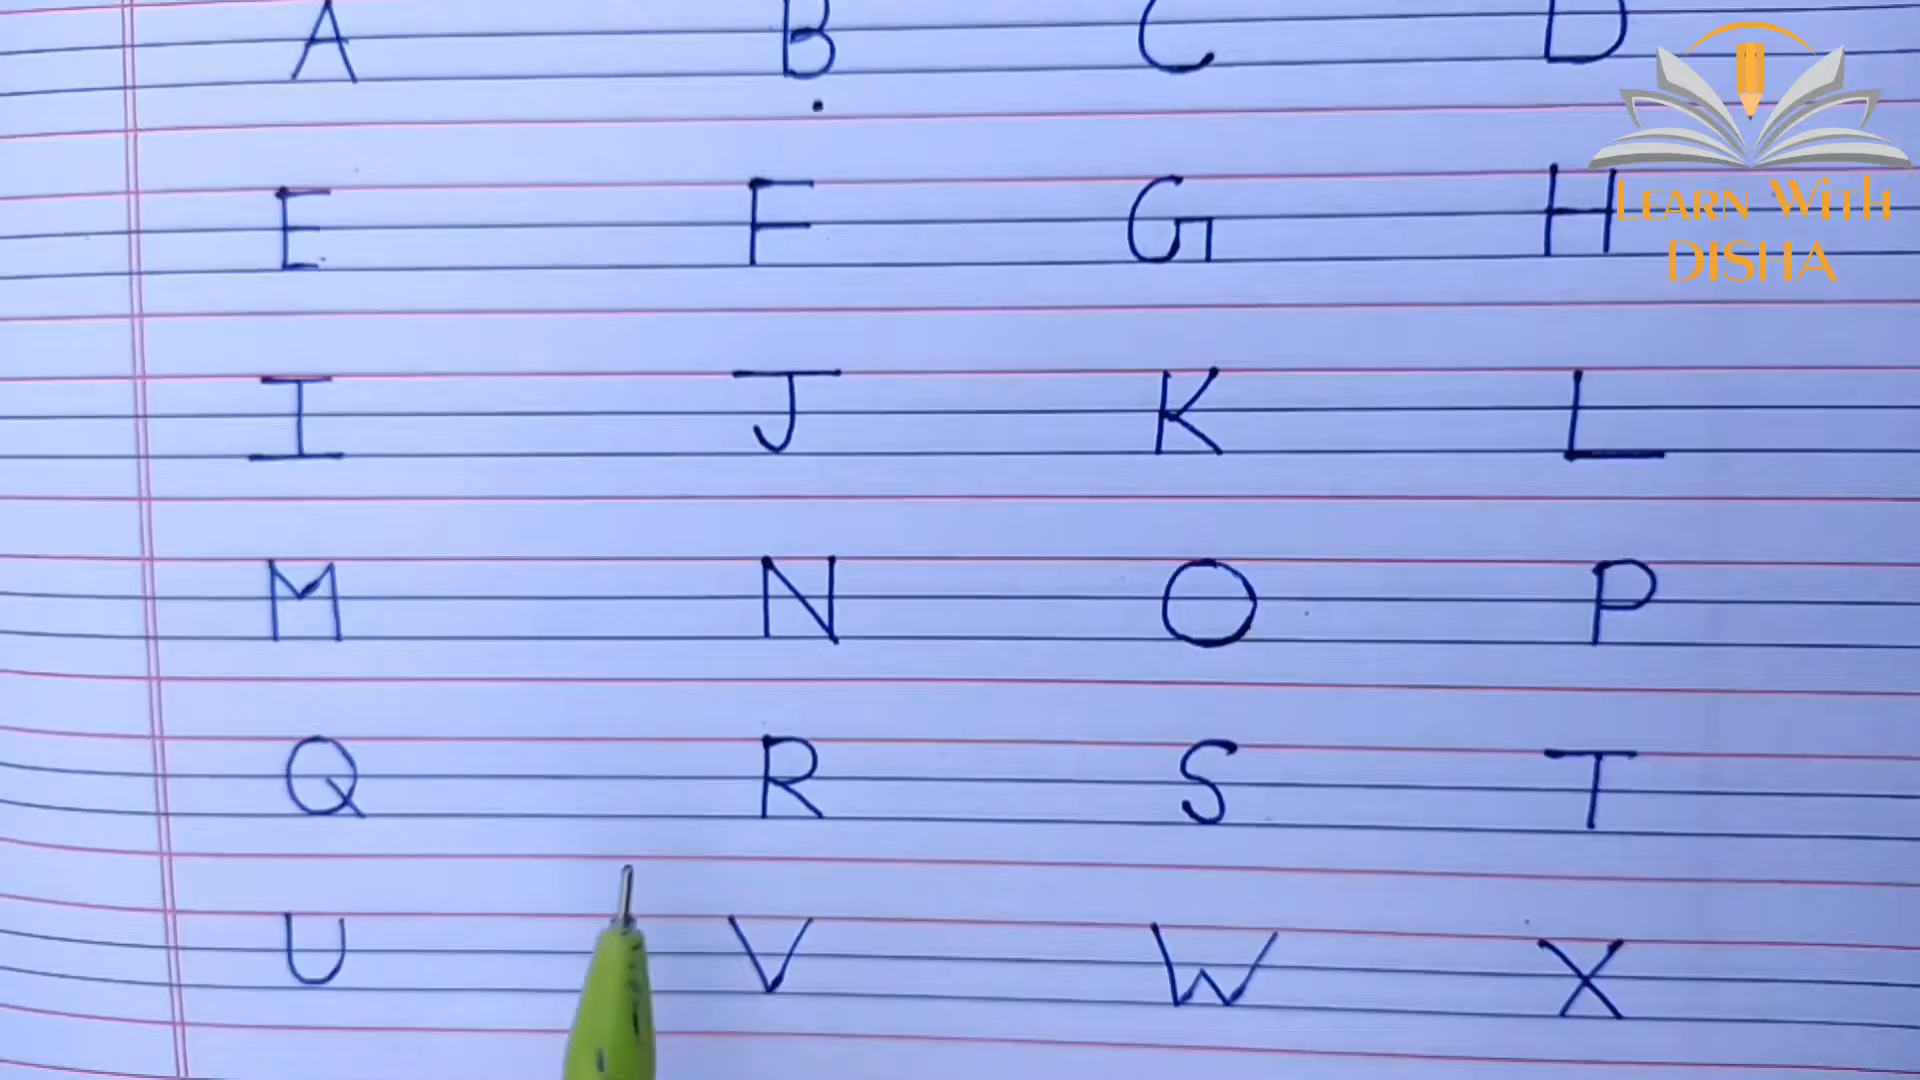 A B C D
E F G H
I J K L
M N O P
Q R S T
U V W X
LEARN WITH
DISHA